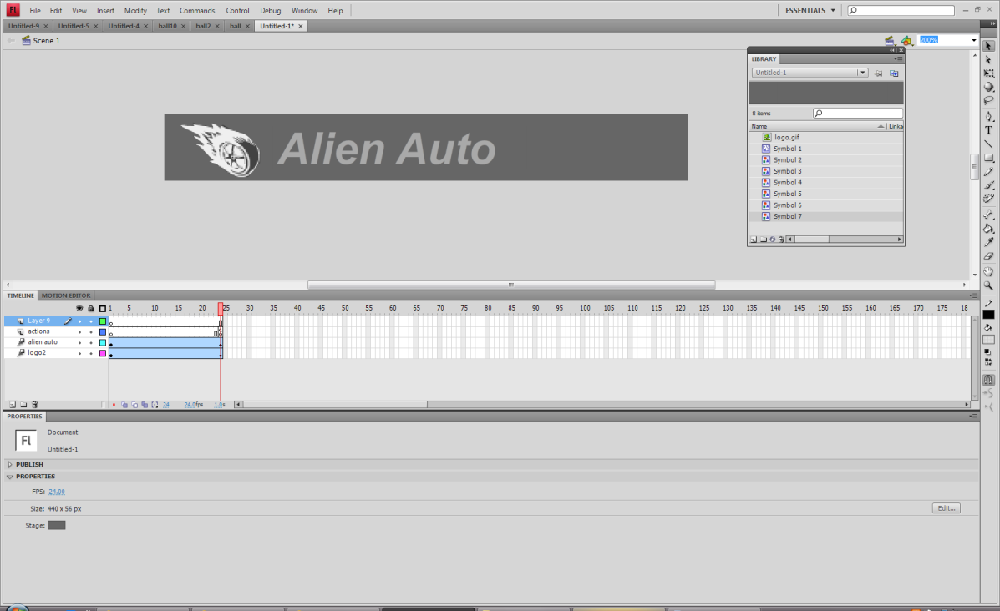 Fl File Edit View Insert Modify Text Commands Control Debug Window Help ESSENTIALS
Untitled-9 × Untitled-5 × Untitled-4 × ball10 × ball2 × ball × Untitled-1* ×
Scene 1 200%
LIBRARY
Untitled-1
8 items
Name Linka
logo.gif
Symbol 1
Symbol 2
Symbol 3
Symbol 4
Symbol 5
Symbol 6
Symbol 7
Alien Auto
TIMELINE MOTION EDITOR
1 5 10 15 20 25 30 35 40 45 50 55 60 65 70 75 80 85 90 95 100 105 110 115 120 125 130 135 140 145 150 155 160 165 170 175 18
Layer 9
actions
alien auto
logo2
24 24.0fps 1.0s
PROPERTIES
Fl Document
Untitled-1
PUBLISH
PROPERTIES
FPS: 24.00
Size: 440 x 56 px Edit...
Stage: